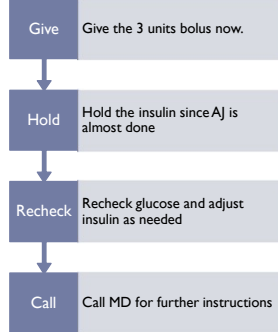 Give
Give the 3 units bolus now.
Hold
Hold the insulin since AJ is
almost done
Recheck
Recheck glucose and adjust
insulin as needed
Call
Call MD for further instructions